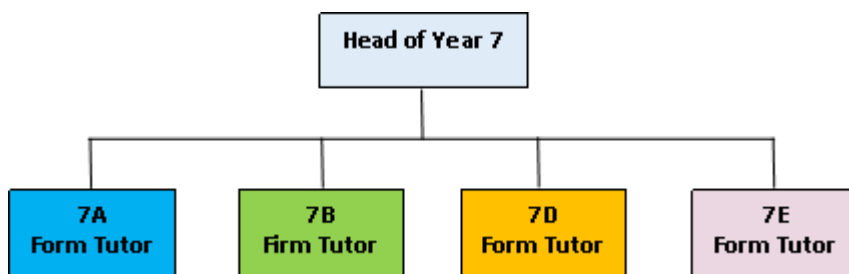 Head of Year 7
7A
Form Tutor
7B
Firm Tutor
7D
Form Tutor
7E
Form Tutor